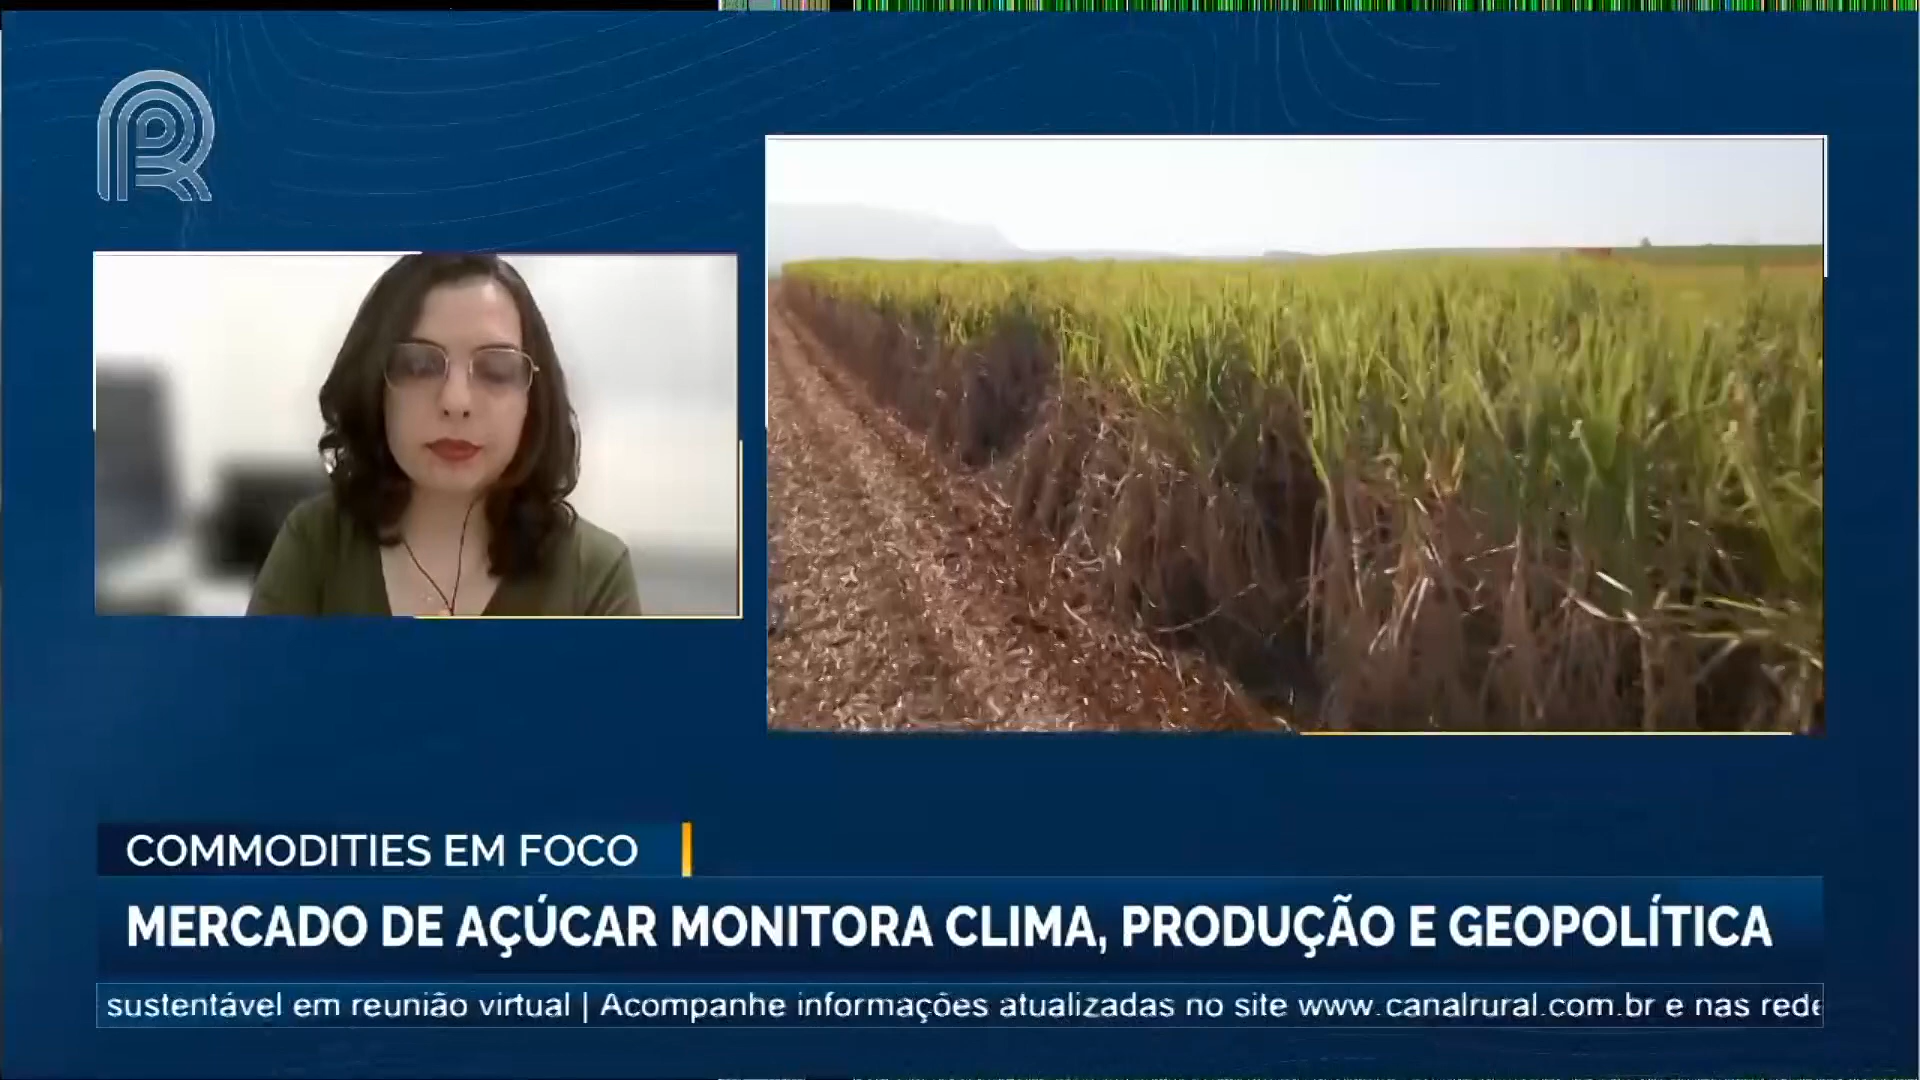 COMMODITIES EM FOCO
MERCADO DE AÇÚCAR MONITORA CLIMA, PRODUÇÃO E GEOPOLÍTICA
sustentável em reunião virtual | Acompanhe informações atualizadas no site www.canalrural.com.br e nas rede